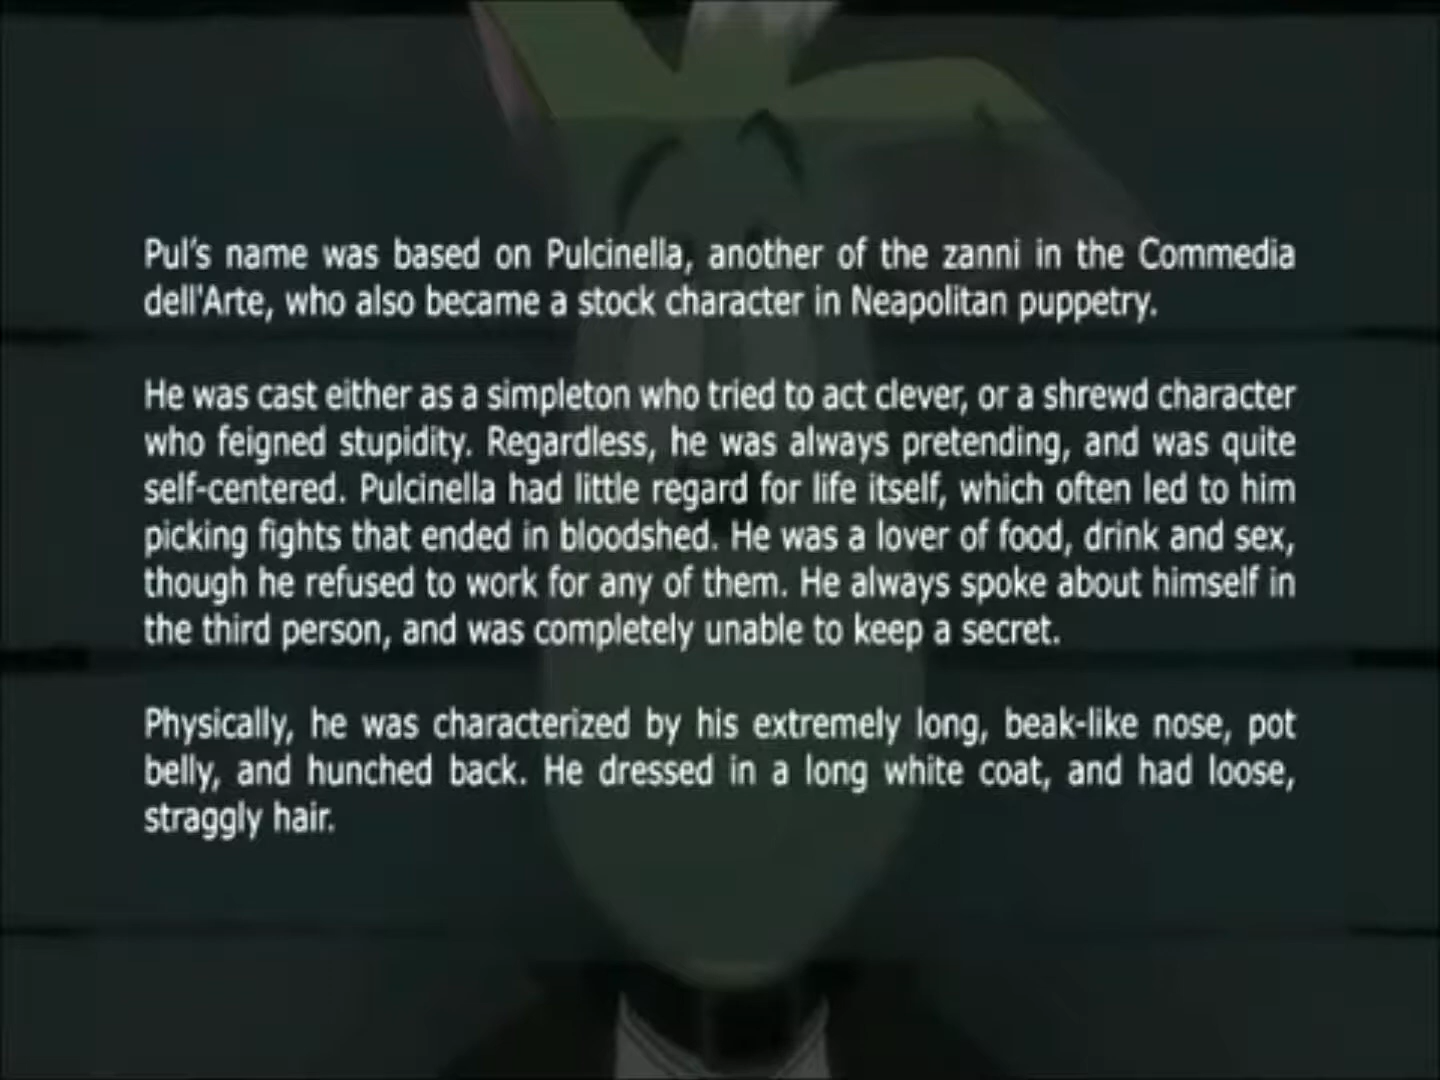 Pul's name was based on Pulcinella, another of the zanni in the Commedia
dell'Arte, who also became a stock character in Neapolitan puppetry.
He was cast either as a simpleton who tried to act clever, or a shrewd character
who feigned stupidity. Regardless, he was always pretending, and was quite
self-centered. Pulcinella had little regard for life itself, which often led to him
picking fights that ended in bloodshed. He was a lover of food, drink and sex,
though he refused to work for any of them. He always spoke about himself in
the third person, and was completely unable to keep a secret.
Physically, he was characterized by his extremely long, beak-like nose, pot
belly, and hunched back. He dressed in a long white coat, and had loose,
straggly hair.